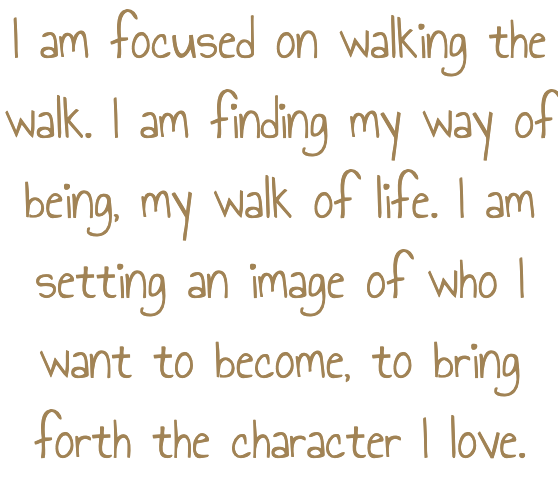 I am focused on walking the
walk. I am finding my way of
being, my walk of life. I am
setting an image of who I
want to become, to bring
forth the character I love.